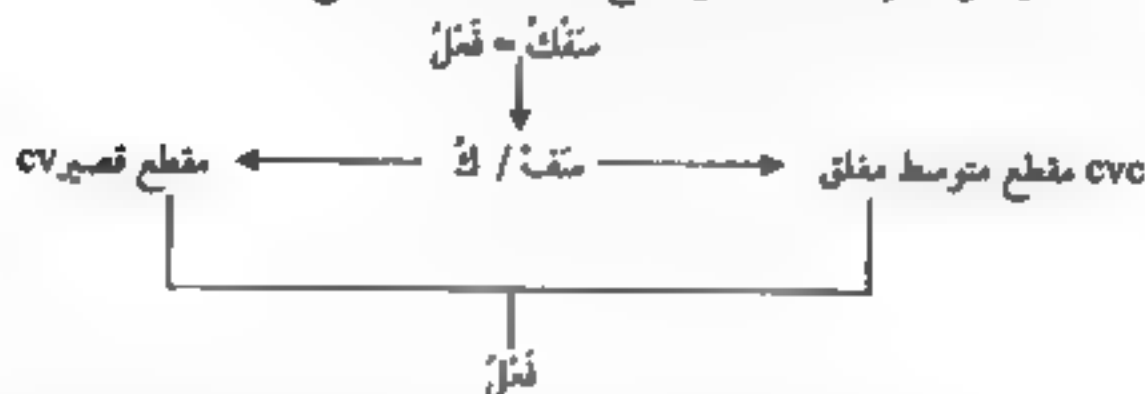 سَفْكُ = فَعْلُ
cvc مقطع متوسط مغلق سَفْ / كُ مقطع قصير cv
فَعْلُ